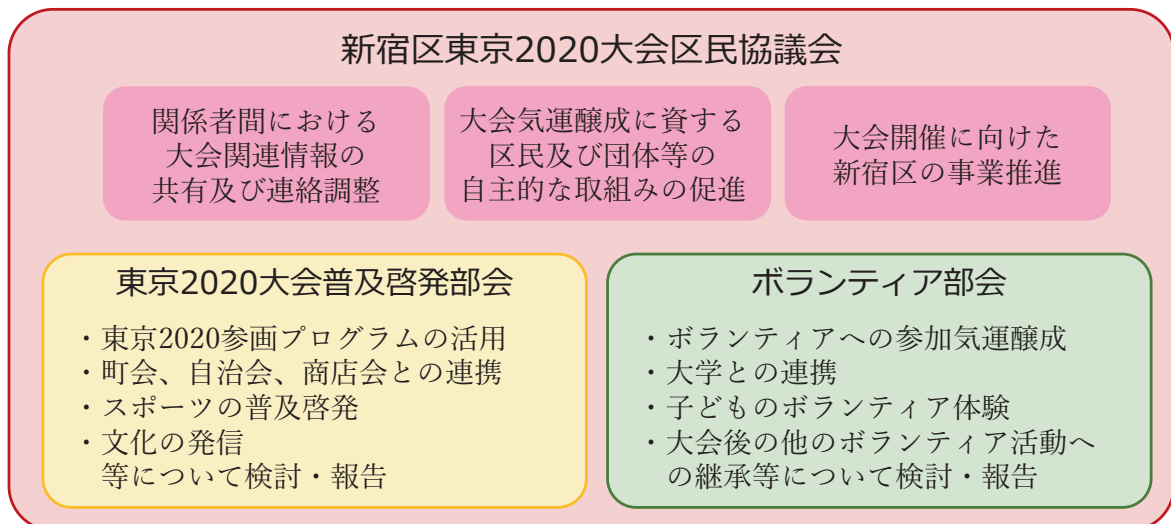 新宿区東京2020大会区民協議会
関係者間における
大会関連情報の
共有及び連絡調整
大会気運醸成に資する
区民及び団体等の
自主的な取組みの促進
大会開催に向けた
新宿区の事業推進
東京2020大会普及啓発部会
・東京2020参画プログラムの活用
・町会、自治会、商店会との連携
・スポーツの普及啓発
・文化の発信
等について検討・報告
ボランティア部会
・ボランティアへの参加気運醸成
・大学との連携
・子どものボランティア体験
・大会後の他のボランティア活動へ
の継承等について検討・報告